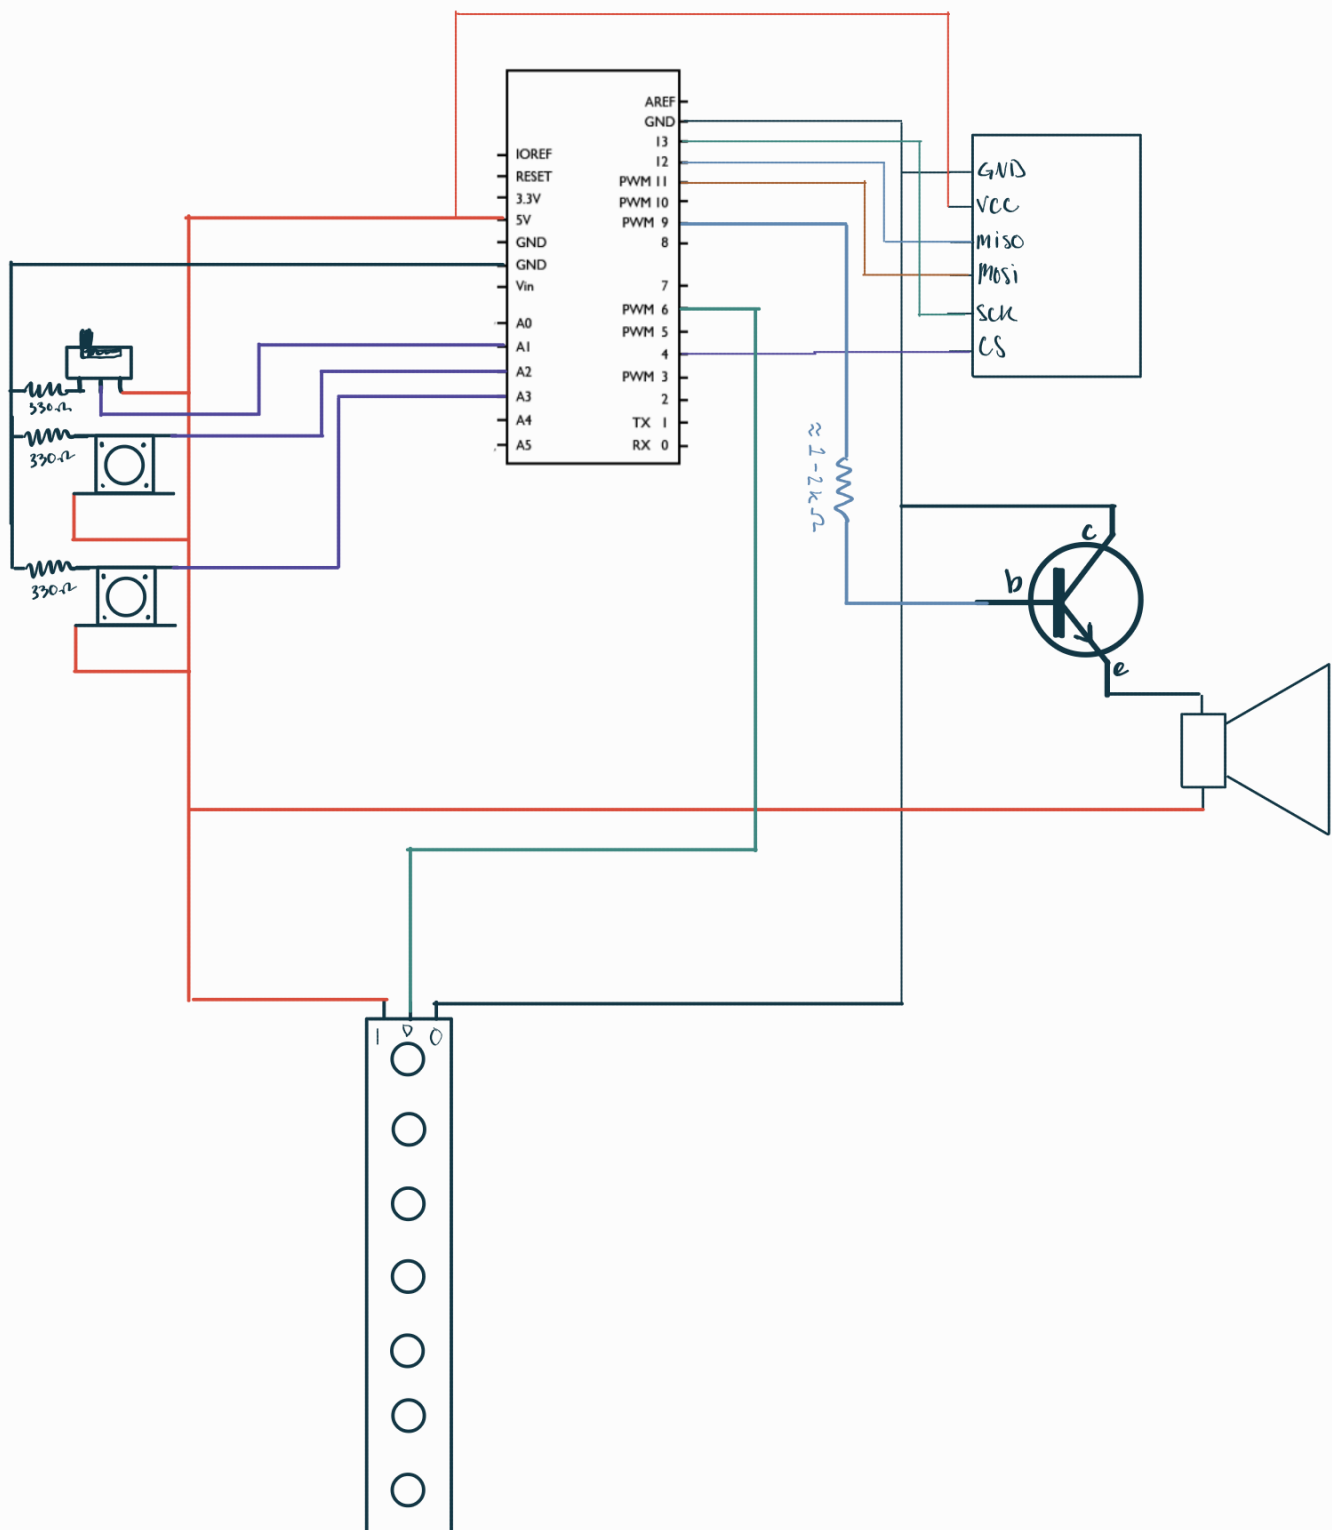 AREF
GND
13
12
PWM 11
PWM 10
PWM 9
8
7
PWM 6
PWM 5
4
PWM 3
2
TX 1
RX 0
IOREF
RESET
3.3V
5V
GND
GND
Vin
A0
A1
A2
A3
A4
A5
GND
VCC
MISO
MOSI
SCK
CS
330Ω
330Ω
330Ω
≈ 1-2kΩ
c
b
e
1
D
0